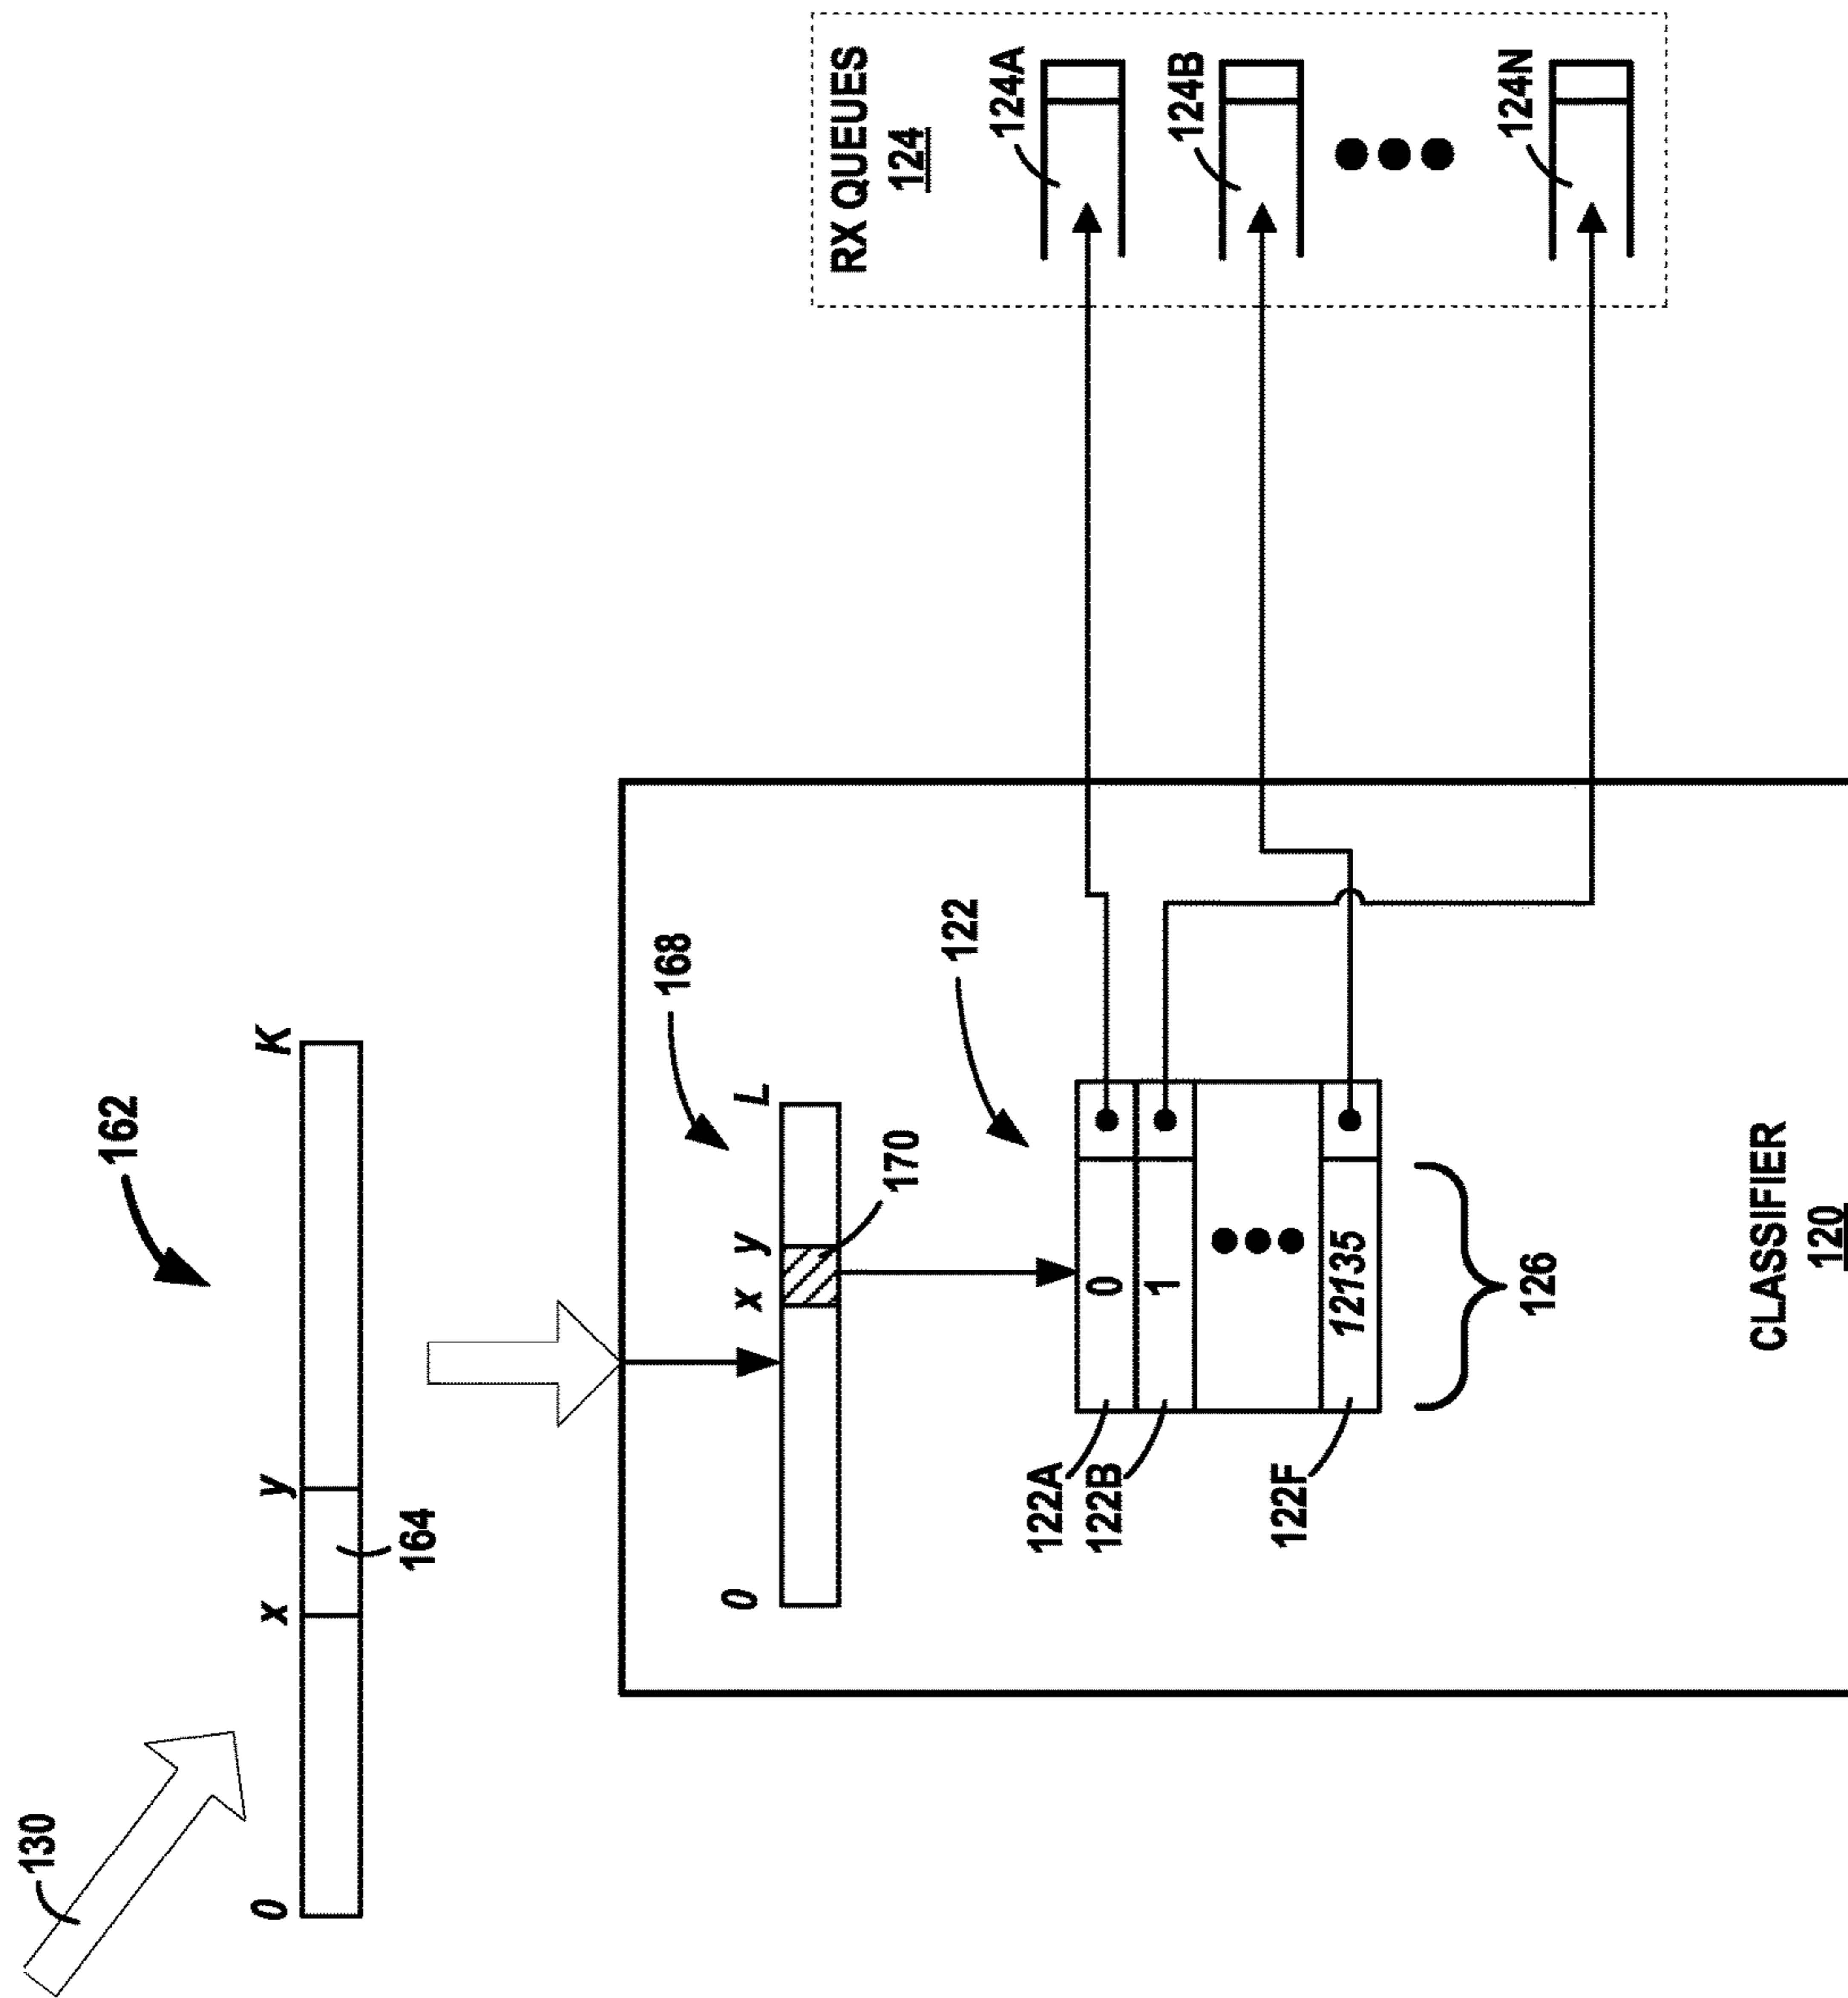 130
162
0 x y K
164
168
0 x y L
170
122
122A 0
122B 1
122F 12135
126
CLASSIFIER
120
RX QUEUES
124
124A
124B
124N